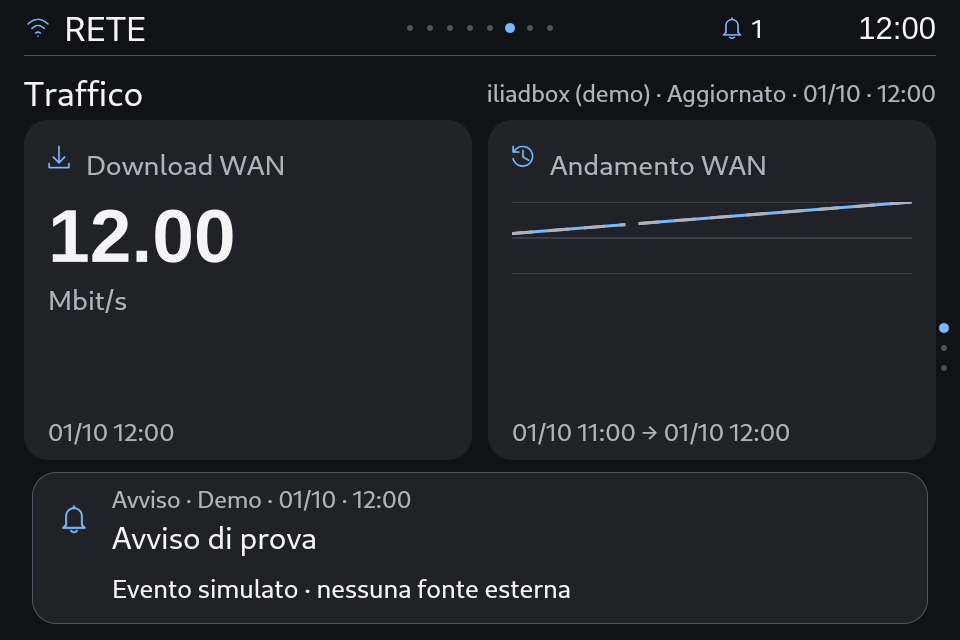 RETE
1
12:00
Traffico
iliadbox (demo) · Aggiornato · 01/10 · 12:00
Download WAN
12.00
Mbit/s
01/10 12:00
Andamento WAN
01/10 11:00 → 01/10 12:00
Avviso · Demo · 01/10 · 12:00
Avviso di prova
Evento simulato · nessuna fonte esterna